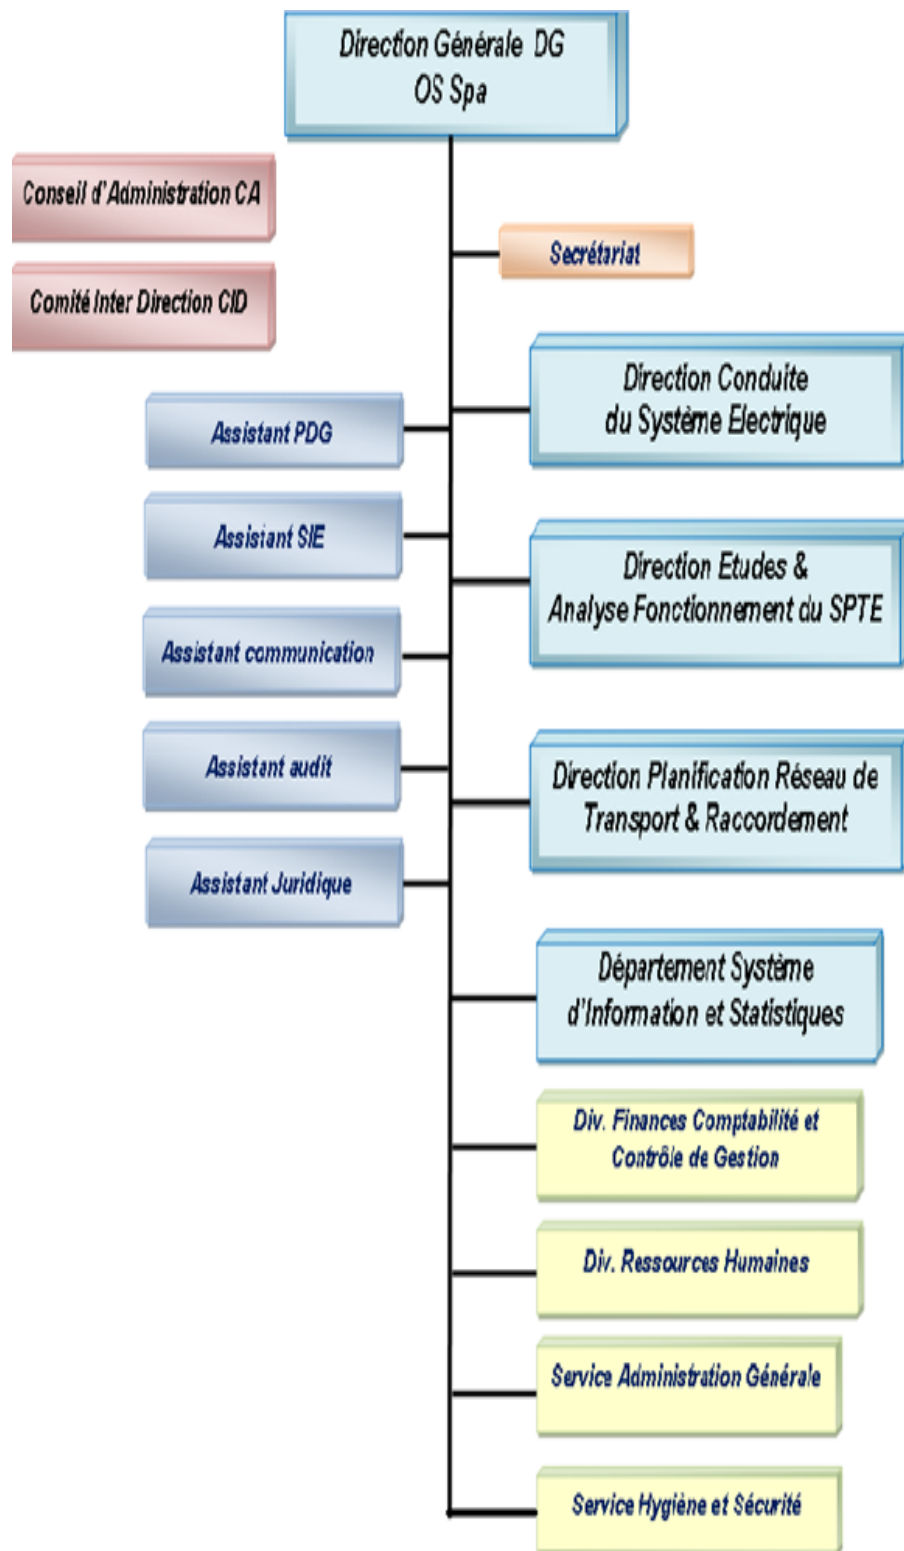 Direction Générale DG
OS Spa
Conseil d'Administration CA
Secrétariat
Comité Inter Direction CID
Direction Conduite
du Système Electrique
Assistant PDG
Assistant SIE
Direction Etudes &
Analyse Fonctionnement du SPTE
Assistant communication
Assistant audit
Direction Planification Réseau de
Transport & Raccordement
Assistant Juridique
Département Système
d'Information et Statistiques
Div. Finances Comptabilité et
Contrôle de Gestion
Div. Ressources Humaines
Service Administration Générale
Service Hygiène et Sécurité